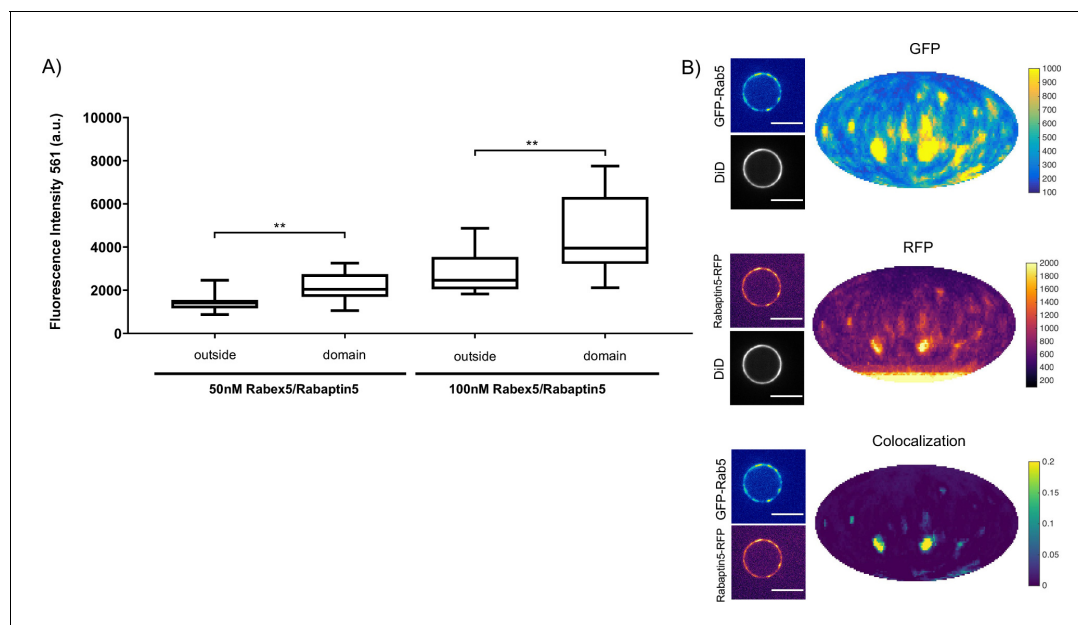 A)
Fluorescence Intensity 561 (a.u.)
10000
8000
6000
4000
2000
0
**
**
outside
domain
outside
domain
50nM Rabex5/Rabaptin5
100nM Rabex5/Rabaptin5
B)
GFP-Rab5
DiD
GFP
1000
900
800
700
600
500
400
300
200
100
Rabaptin5-RFP
DiD
RFP
2000
1800
1600
1400
1200
1000
800
600
400
200
GFP-Rab5
Rabaptin5-RFP
Colocalization
0.2
0.15
0.1
0.05
0